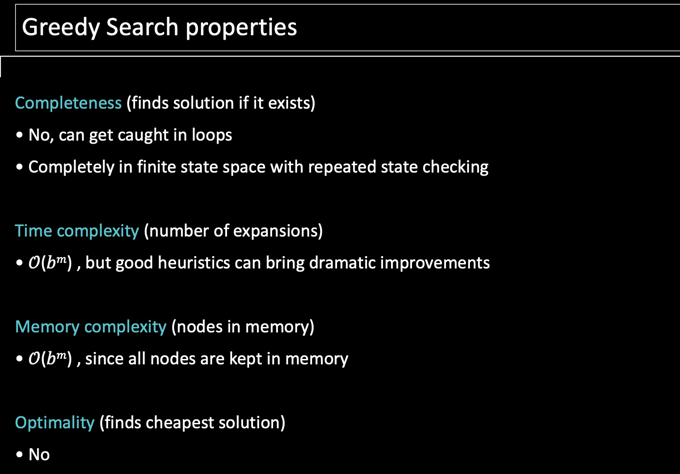 Greedy Search properties
Completeness (finds solution if it exists)
• No, can get caught in loops
• Completely in finite state space with repeated state checking
Time complexity (number of expansions)
• 𝒪(bᵐ) , but good heuristics can bring dramatic improvements
Memory complexity (nodes in memory)
• 𝒪(bᵐ) , since all nodes are kept in memory
Optimality (finds cheapest solution)
• No